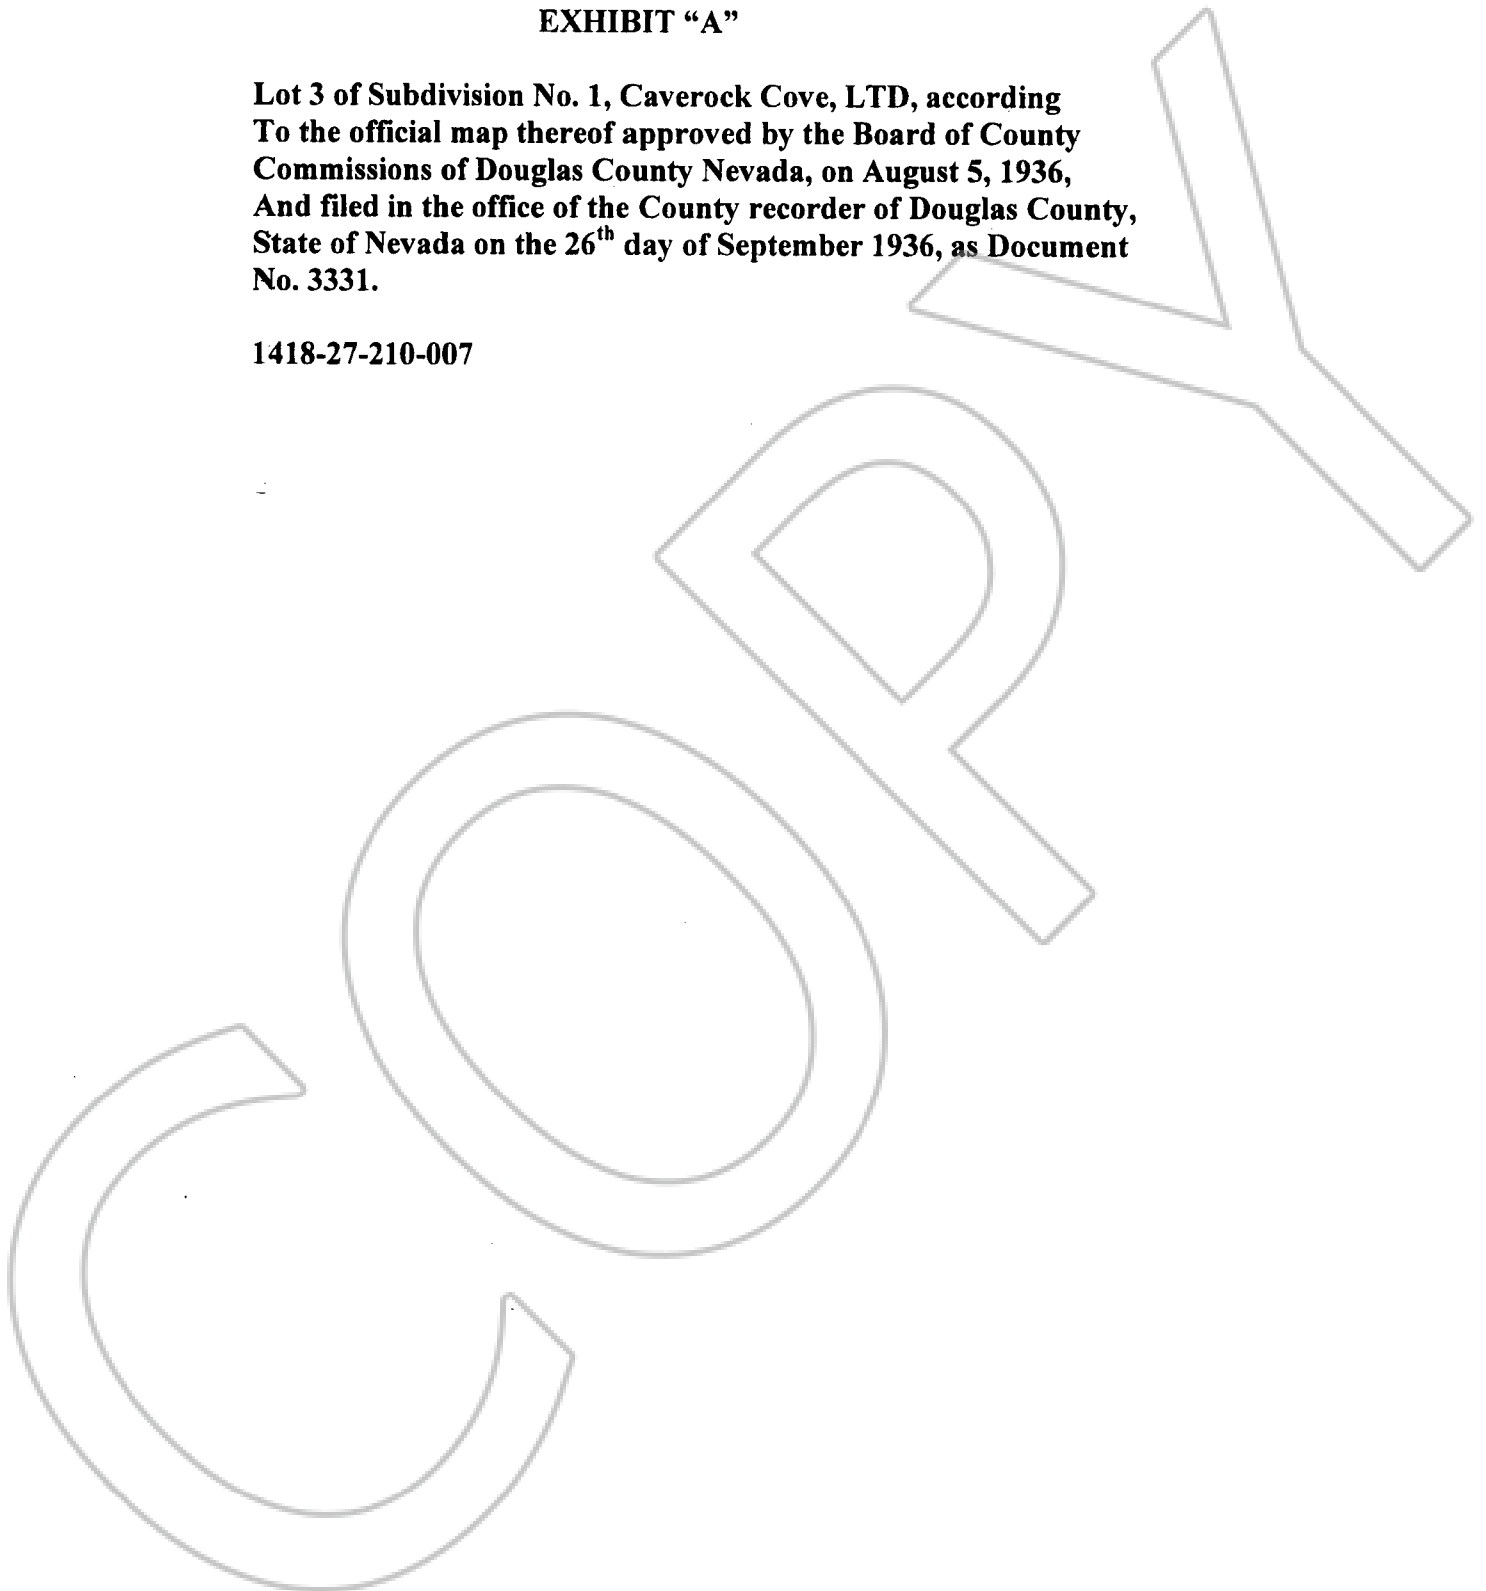 EXHIBIT “A”
Lot 3 of Subdivision No. 1, Caverock Cove, LTD, according
To the official map thereof approved by the Board of County
Commissions of Douglas County Nevada, on August 5, 1936,
And filed in the office of the County recorder of Douglas County,
State of Nevada on the 26th day of September 1936, as Document
No. 3331.
1418-27-210-007
COPY